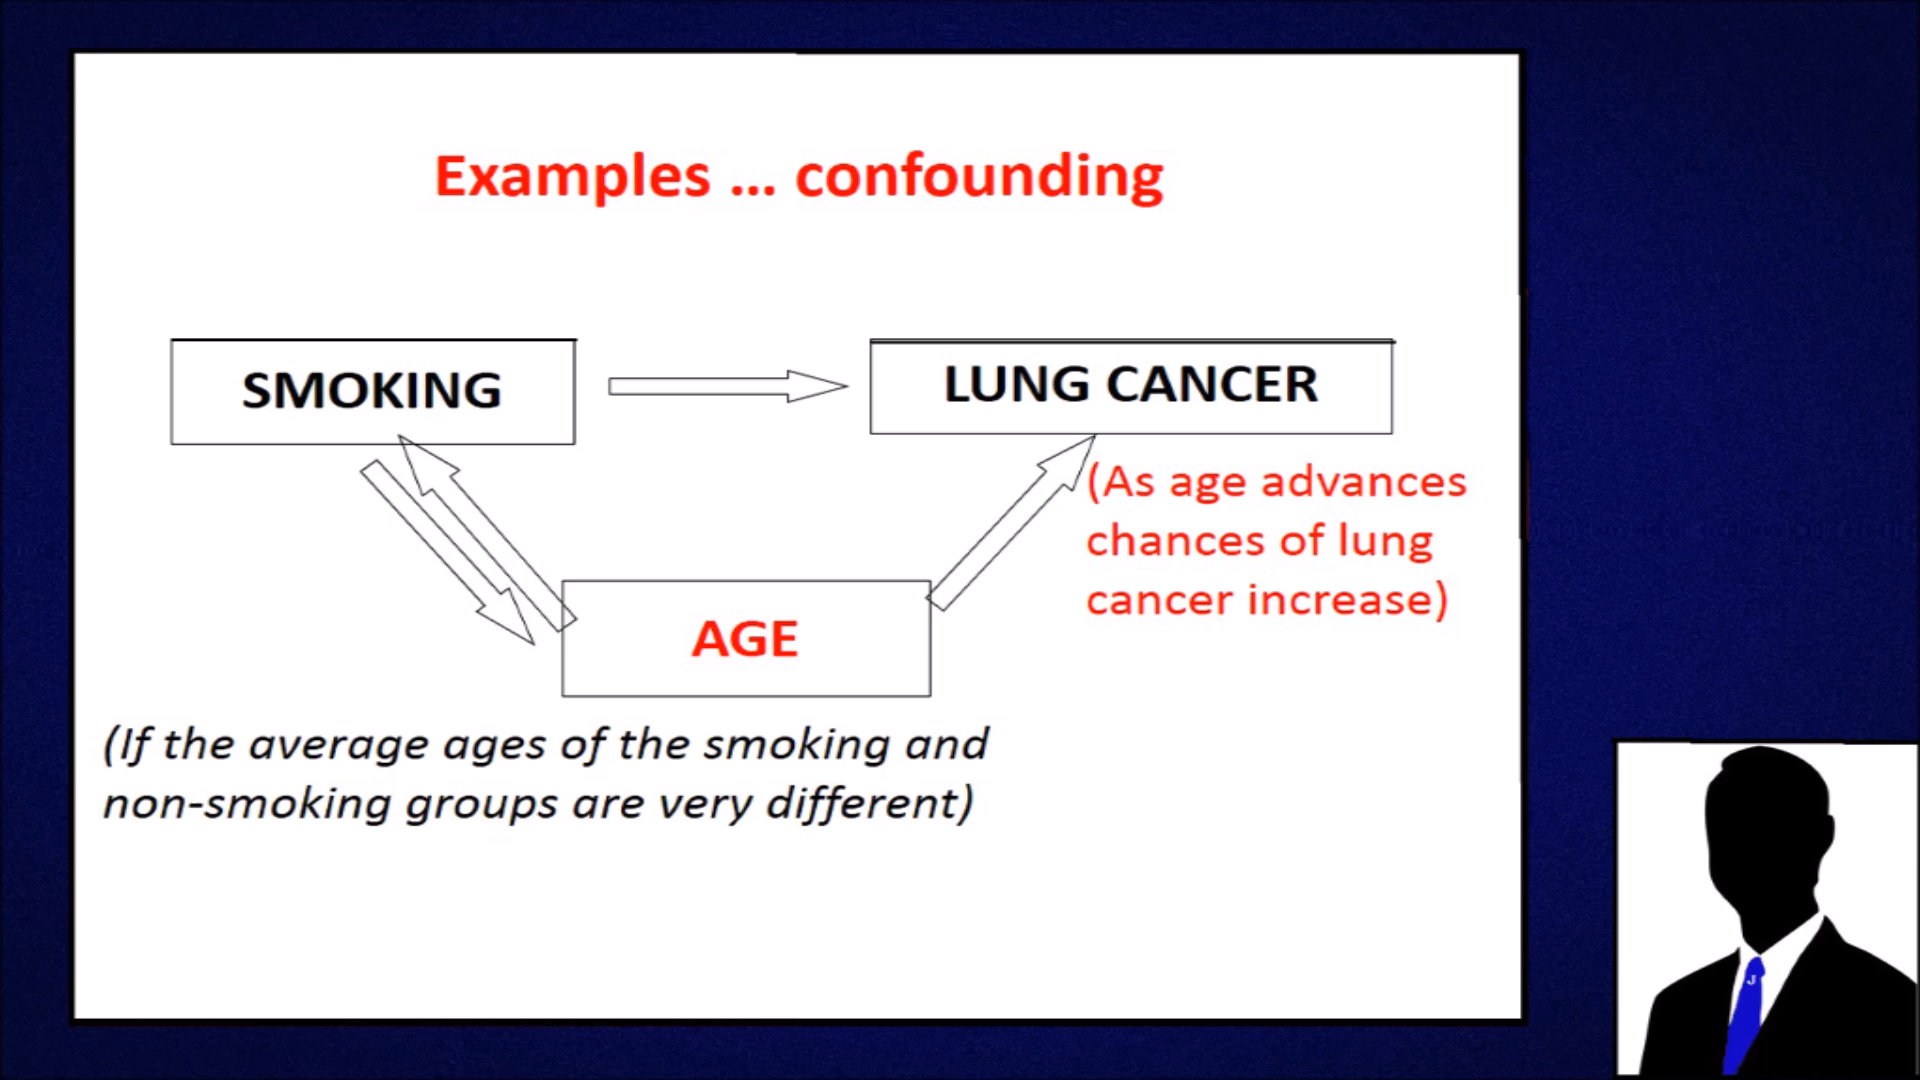 Examples ... confounding
SMOKING
LUNG CANCER
(As age advances
chances of lung
cancer increase)
AGE
(If the average ages of the smoking and
non-smoking groups are very different)
J